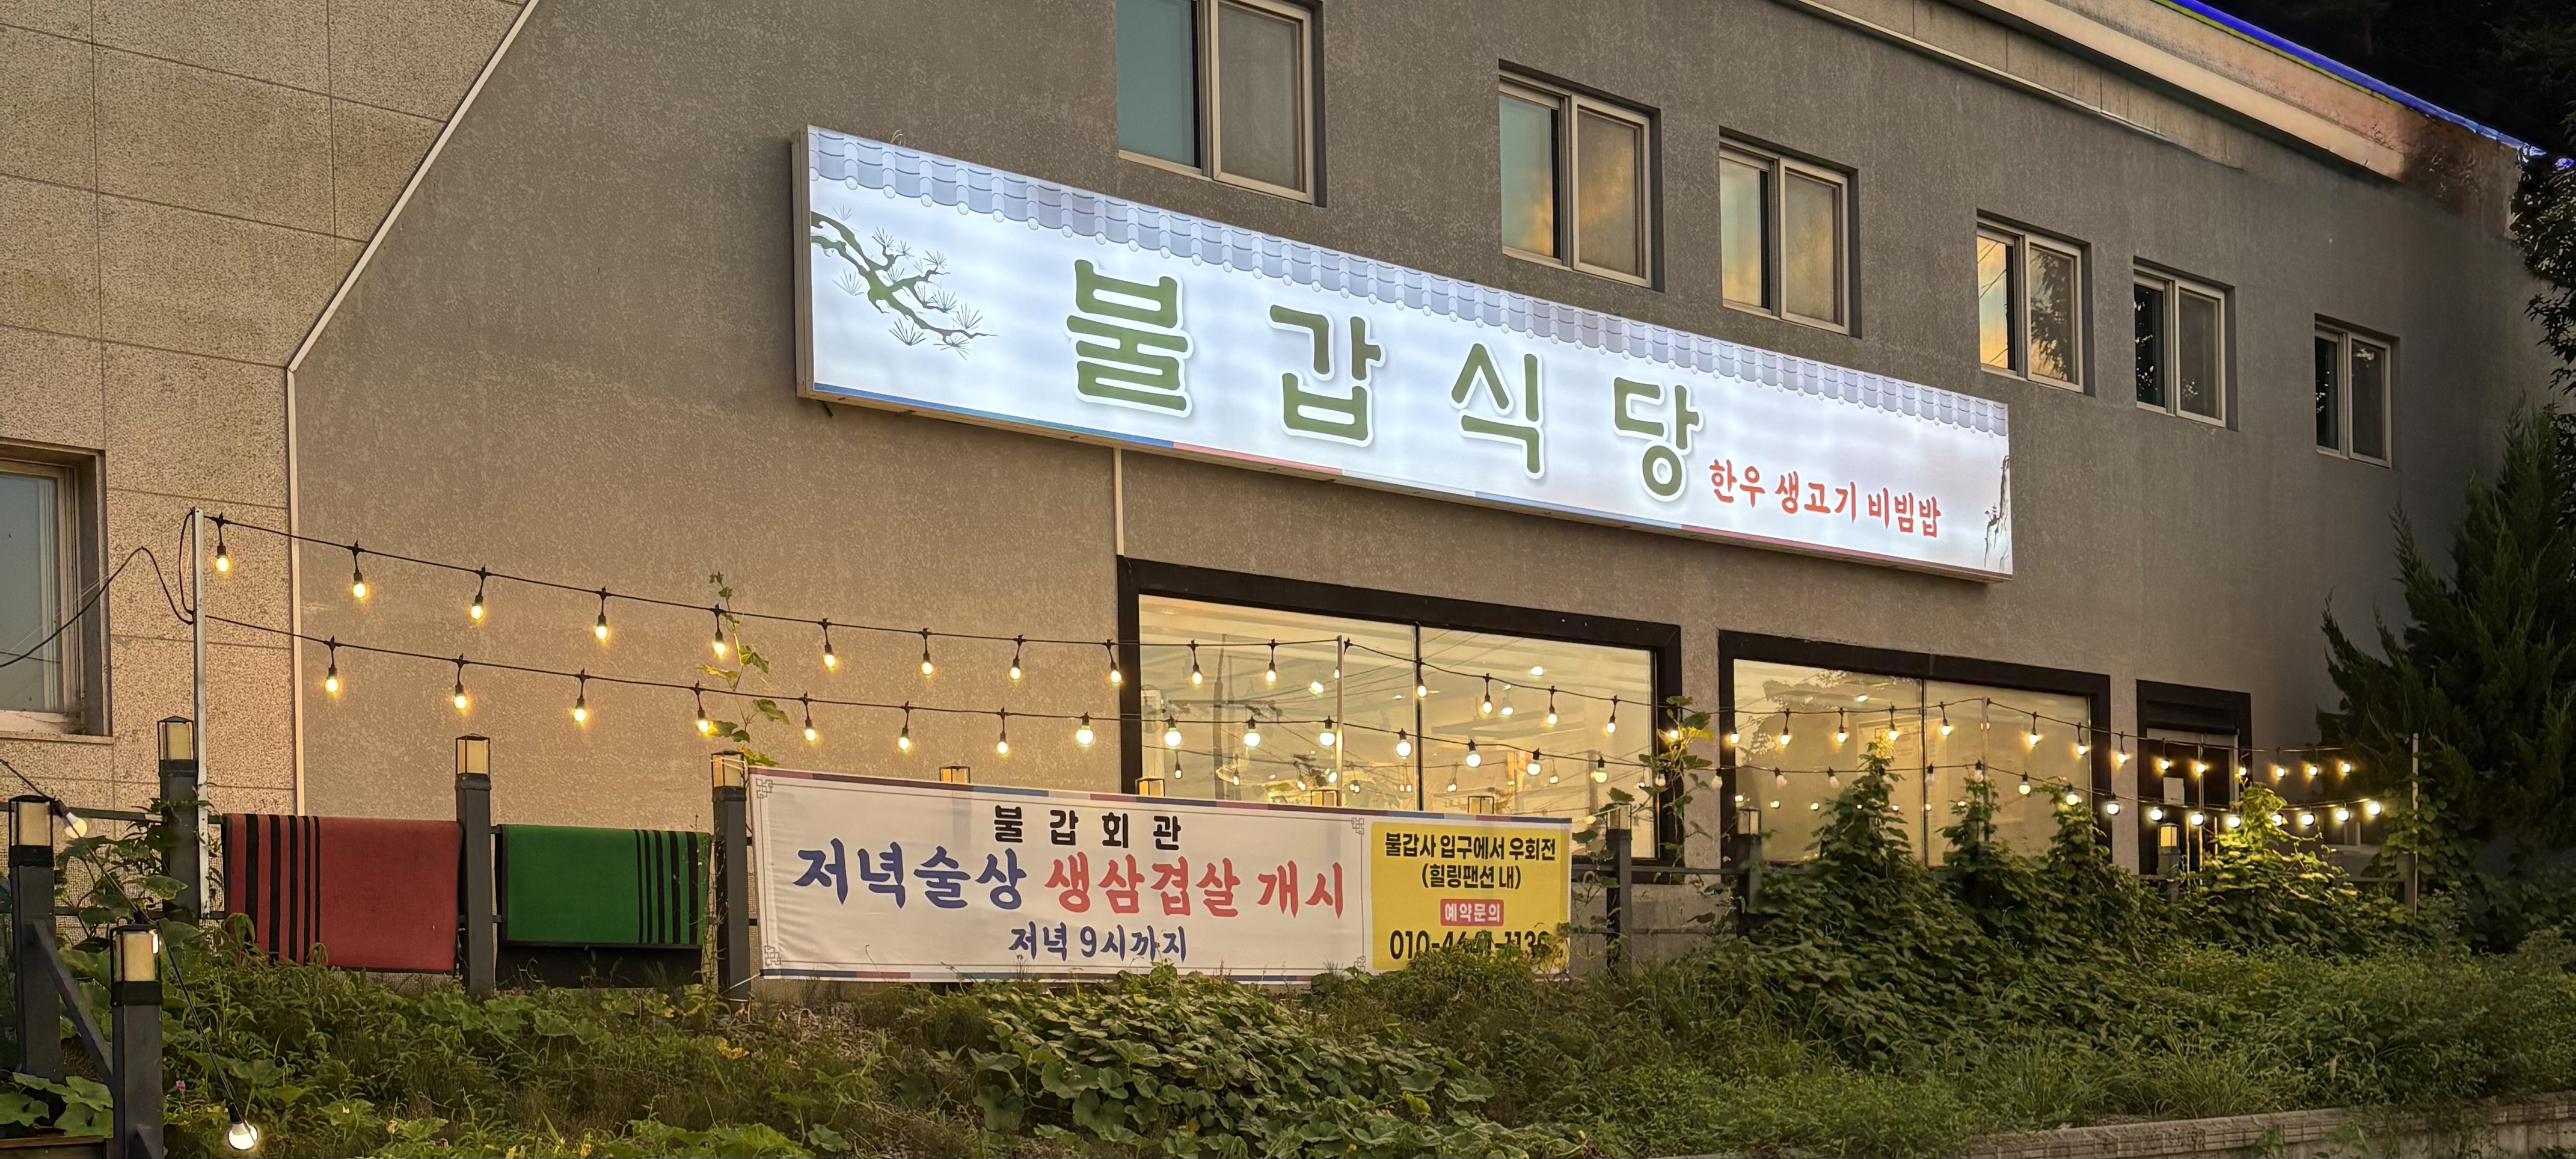 불갑식당
한우 생고기 비빔밥
불갑회관
저녁술상 생삼겹살 개시
저녁 9시까지
불갑사 입구에서 우회전
(힐링팬션 내)
예약문의